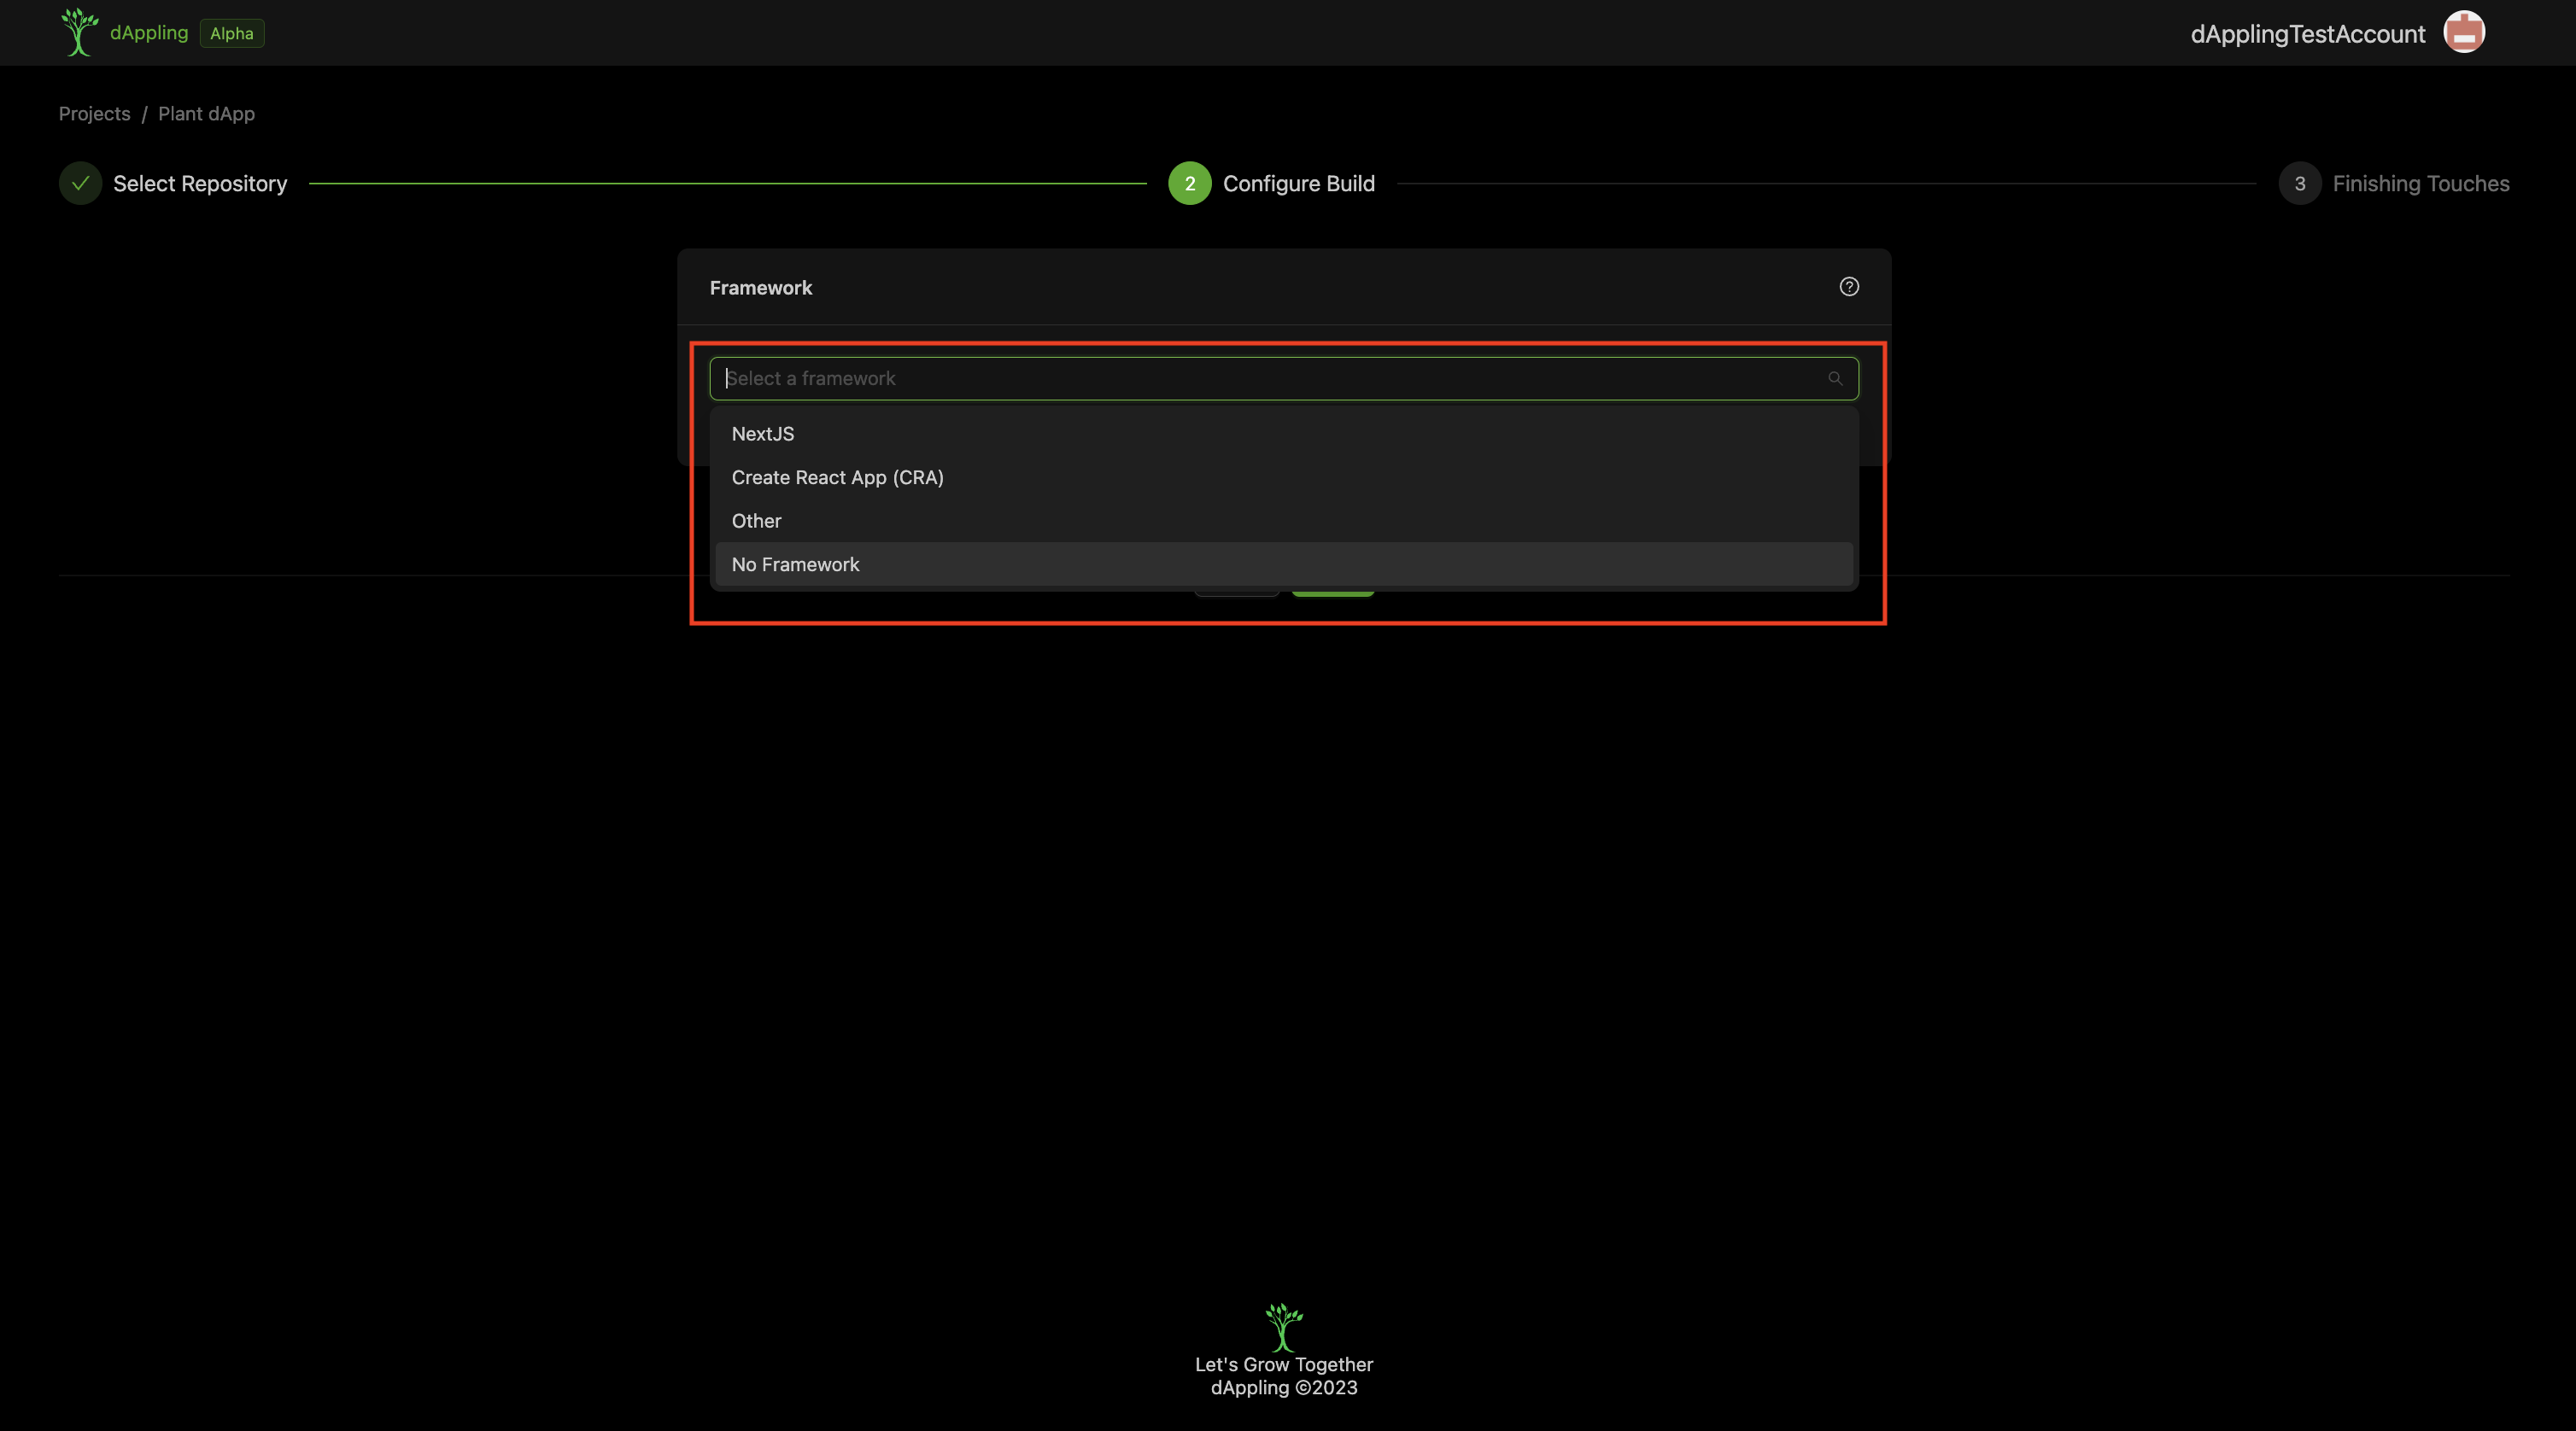 dAppling Alpha
dApplingTestAccount
Projects / Plant dApp
Select Repository
2 Configure Build
3 Finishing Touches
Framework
Select a framework
NextJS
Create React App (CRA)
Other
No Framework
Let's Grow Together
dAppling ©2023